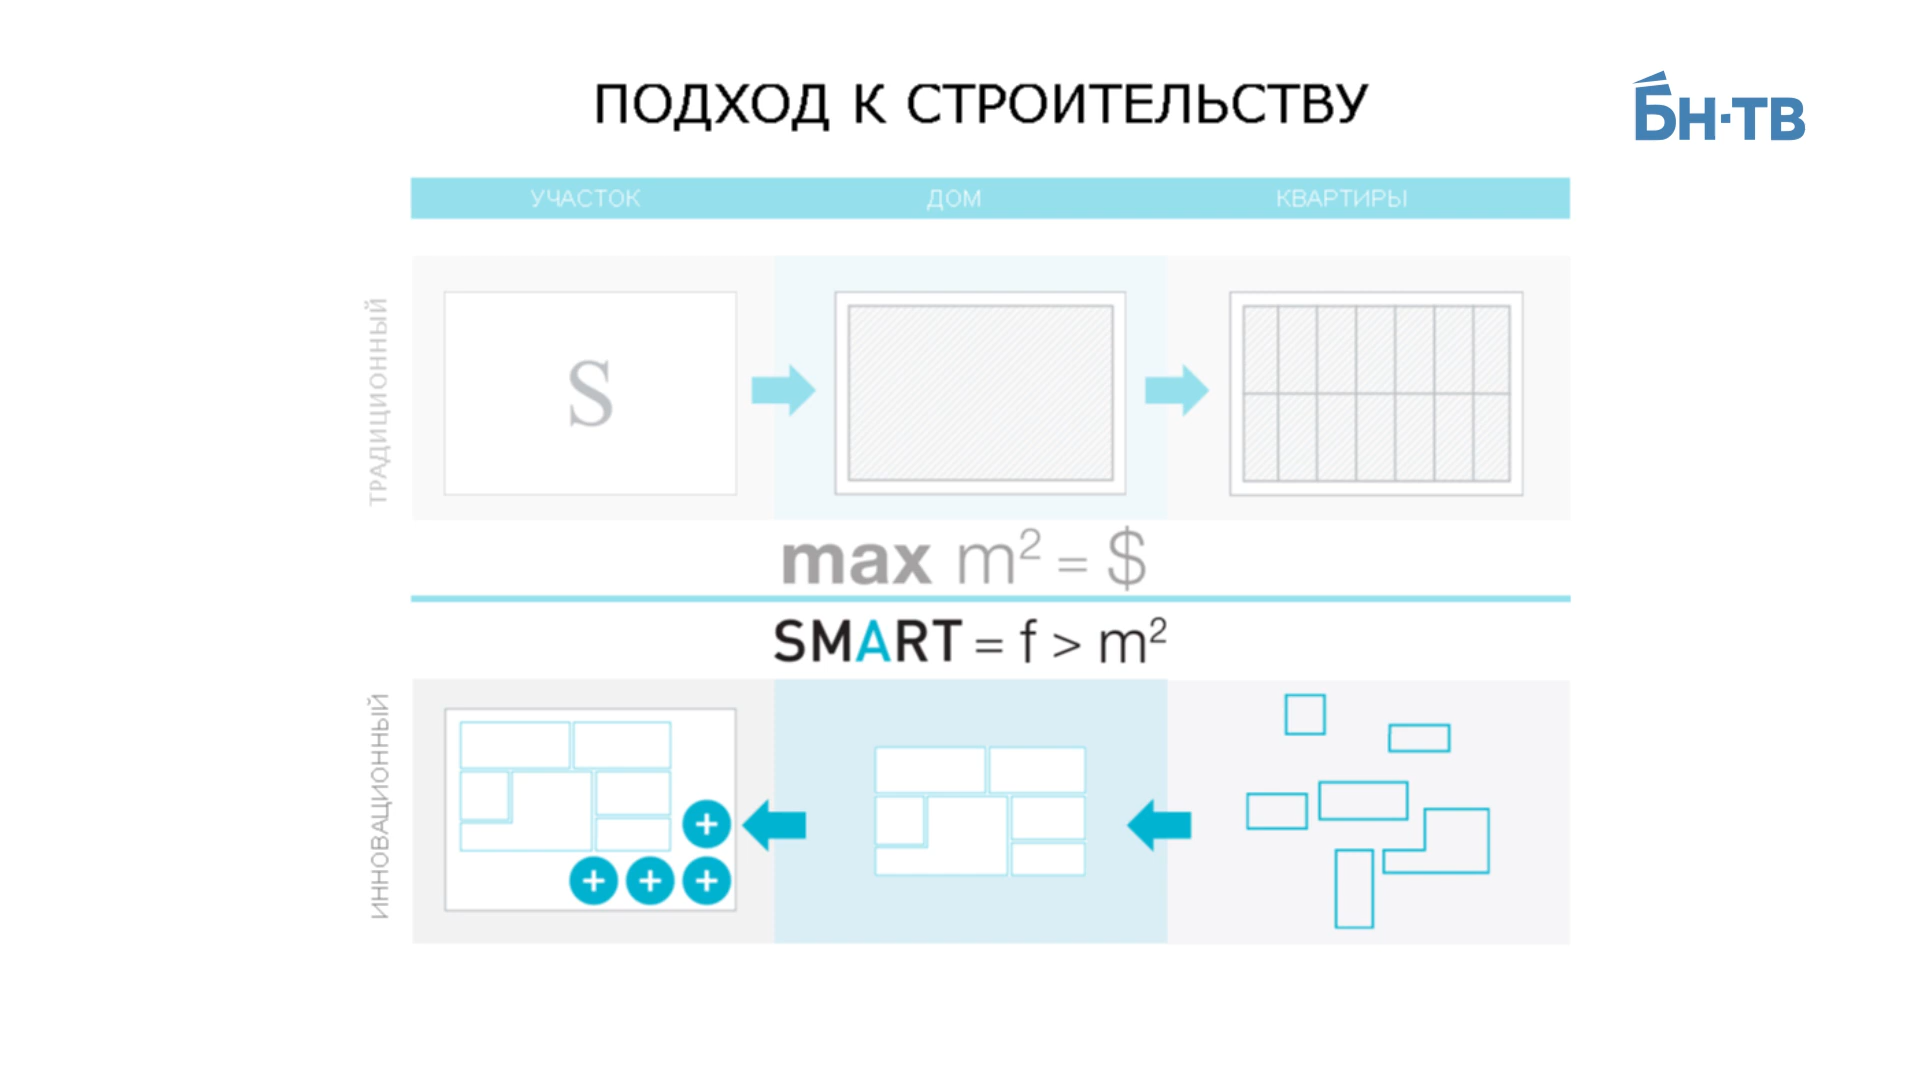 ПОДХОД К СТРОИТЕЛЬСТВУ
БН·ТВ
УЧАСТОК ДОМ КВАРТИРЫ
ТРАДИЦИОННЫЙ
S
max m² = $
SMART = f > m²
ИННОВАЦИОННЫЙ
+
+ + +